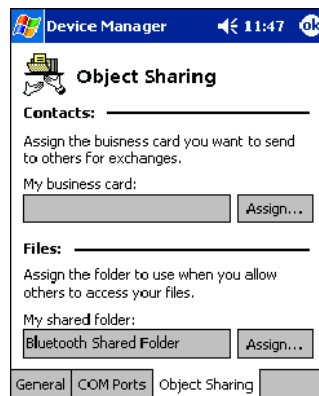 Device Manager 11:47 ok
Object Sharing
Contacts:
Assign the buisness card you want to send
to others for exchanges.
My business card:
Assign...
Files:
Assign the folder to use when you allow
others to access your files.
My shared folder:
Bluetooth Shared Folder Assign...
General COM Ports Object Sharing